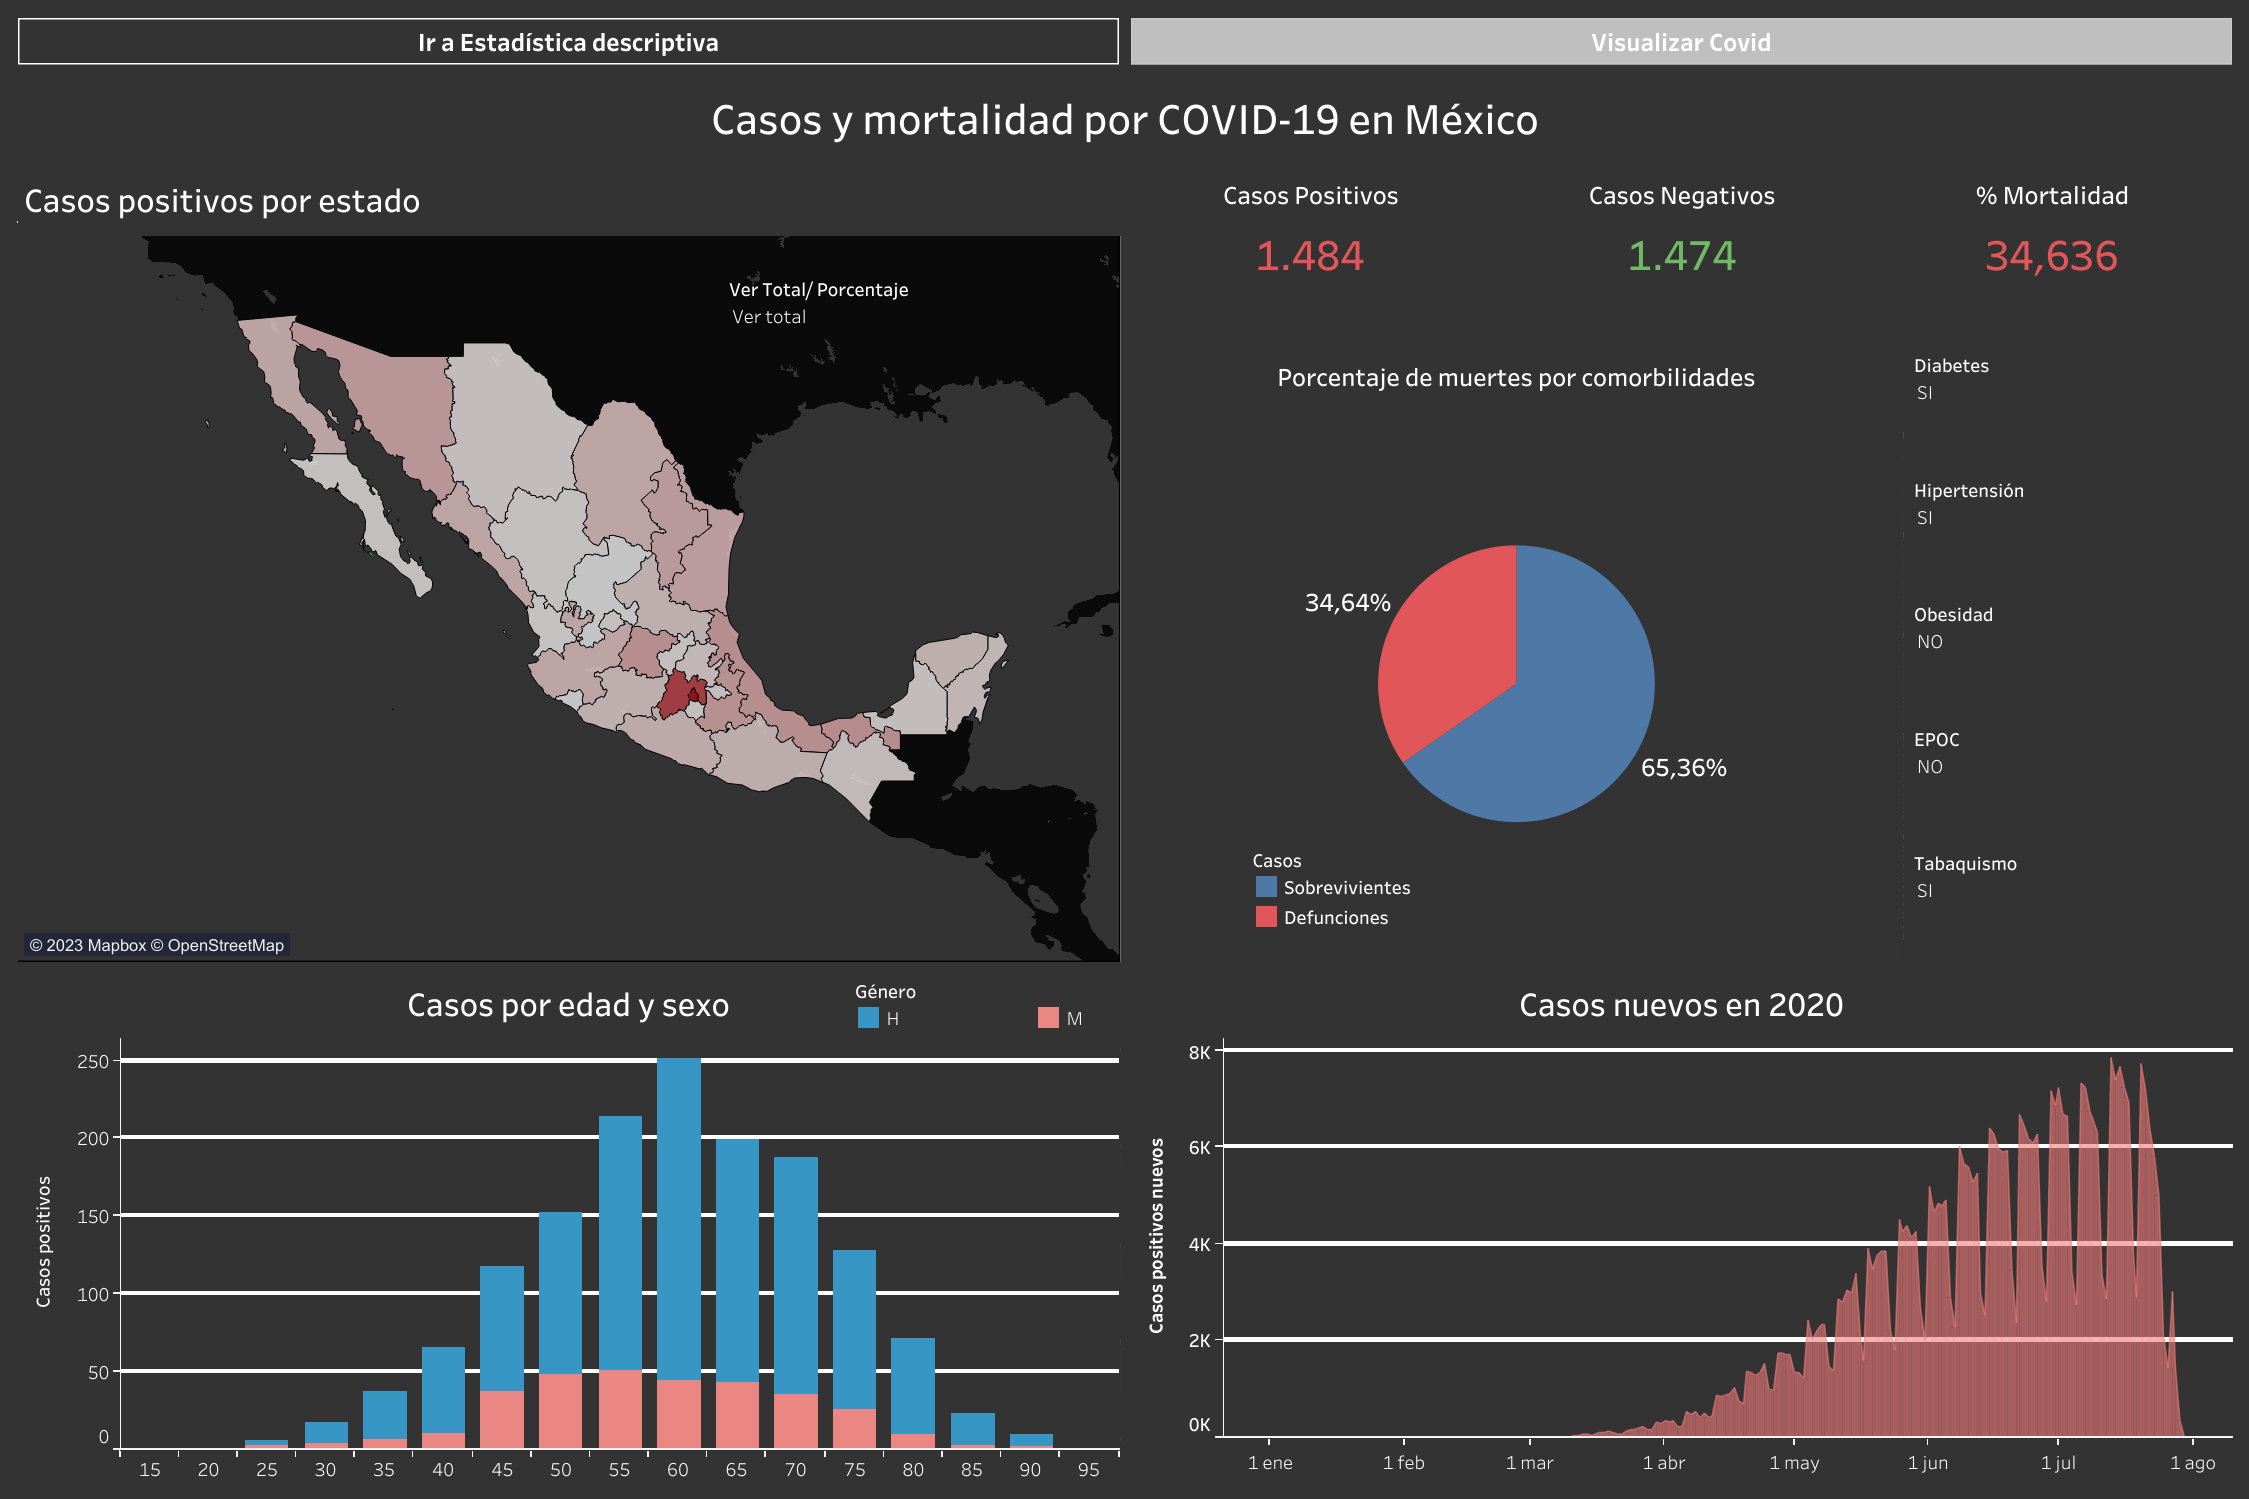 Ir a Estadística descriptiva
Visualizar Covid
Casos y mortalidad por COVID-19 en México
Casos positivos por estado
Ver Total/ Porcentaje
Ver total
© 2023 Mapbox © OpenStreetMap
Casos Positivos
1.484
Casos Negativos
1.474
% Mortalidad
34,636
Porcentaje de muertes por comorbilidades
34,64%
65,36%
Casos
Sobrevivientes
Defunciones
Diabetes
SI
Hipertensión
SI
Obesidad
NO
EPOC
NO
Tabaquismo
SI
Casos por edad y sexo
Género
H
M
Casos positivos
250
200
150
100
50
0
15 20 25 30 35 40 45 50 55 60 65 70 75 80 85 90 95
Casos nuevos en 2020
Casos positivos nuevos
8K
6K
4K
2K
0K
1 ene 1 feb 1 mar 1 abr 1 may 1 jun 1 jul 1 ago